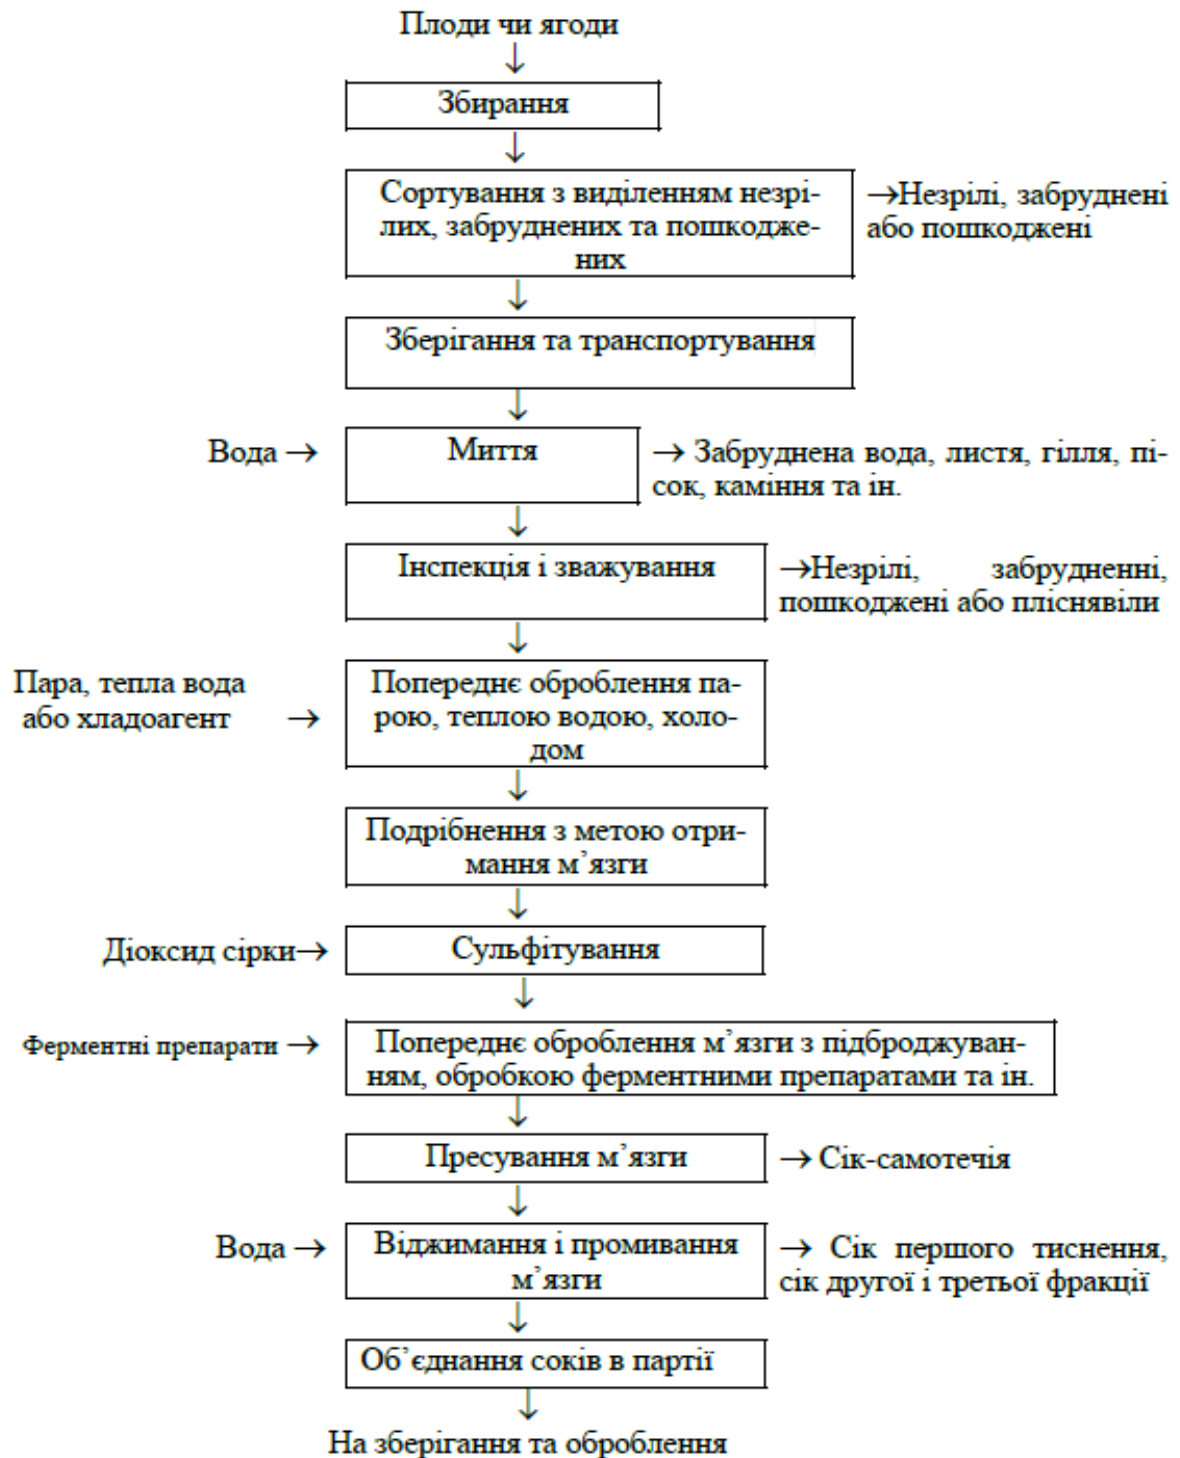 Плоди чи ягоди
↓
Збирання
↓
Сортування з виділенням незрі-
лих, забруднених та пошкодже-
них
→Незрілі, забруднені
або пошкоджені
↓
Зберігання та транспортування
↓
Вода →
Миття
→ Забруднена вода, листя, гілля, пі-
сок, каміння та ін.
↓
Інспекція і зважування
→Незрілі, забрудненні,
пошкоджені або пліснявіли
↓
Пара, тепла вода
або хладоагент →
Попереднє оброблення па-
рою, теплою водою, холо-
дом
↓
Подрібнення з метою отри-
мання м’язги
↓
Діоксид сірки→
Сульфітування
↓
Ферментні препарати →
Попереднє оброблення м’язги з підброджуван-
ням, обробкою ферментними препаратами та ін.
↓
Пресування м’язги
→ Сік-самотечія
↓
Вода →
Віджимання і промивання
м’язги
→ Сік першого тиснення,
сік другої і третьої фракції
↓
Об’єднання соків в партії
↓
На зберігання та оброблення